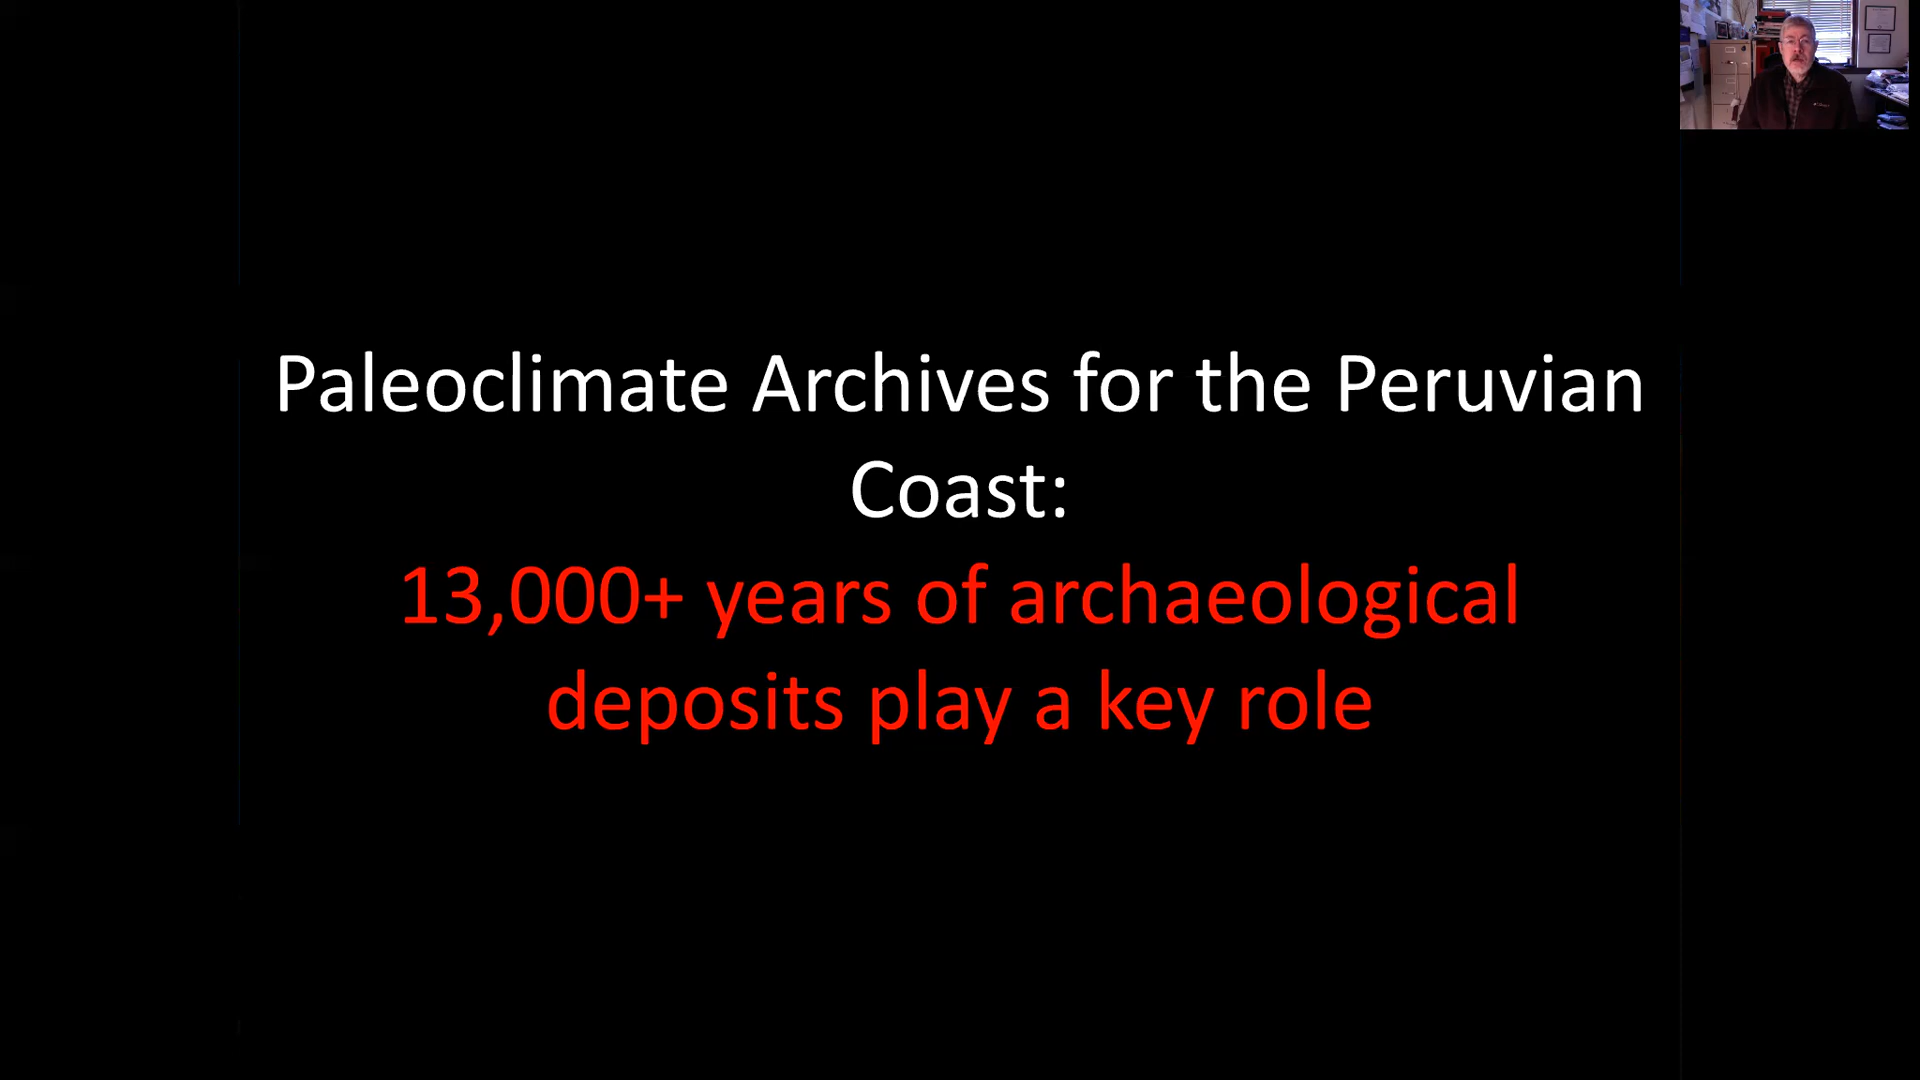 Paleoclimate Archives for the Peruvian
Coast:
13,000+ years of archaeological
deposits play a key role